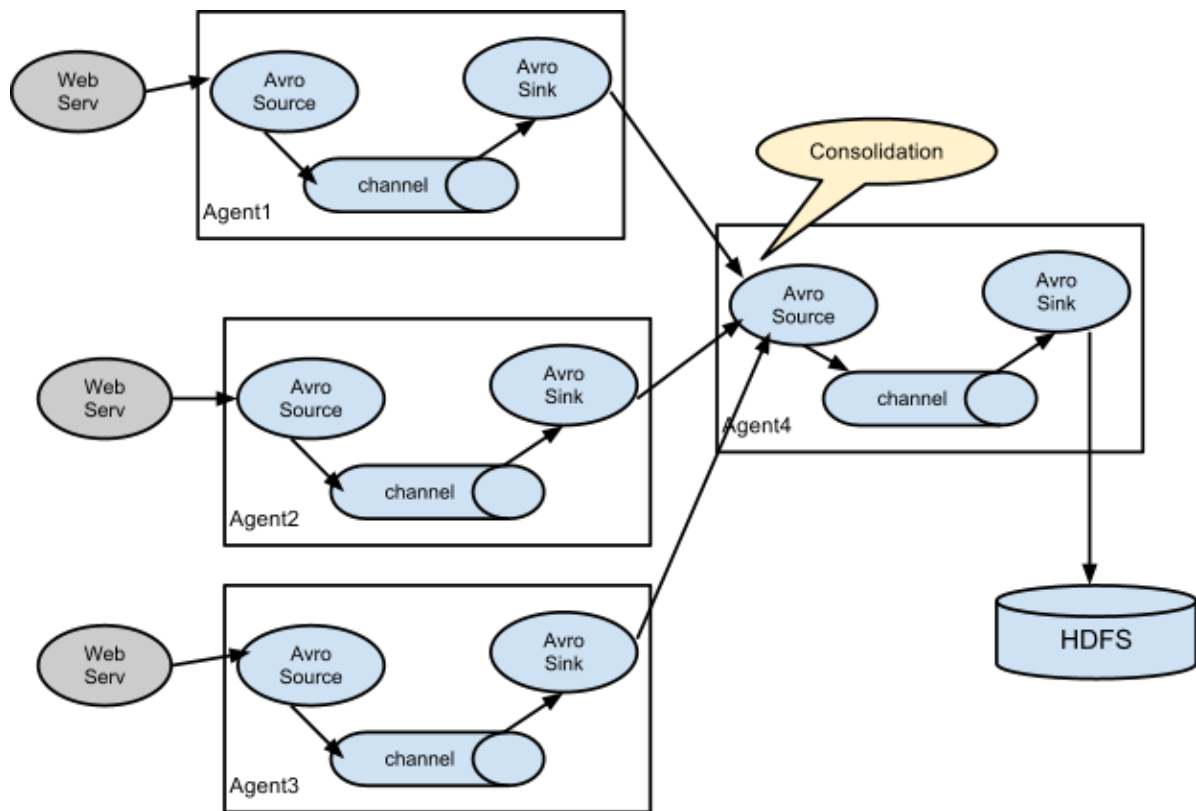 Web
Serv
Avro
Source
Avro
Sink
channel
Agent1
Consolidation
Web
Serv
Avro
Source
Avro
Sink
channel
Agent2
Avro
Source
Avro
Sink
channel
Agent4
Web
Serv
Avro
Source
Avro
Sink
channel
Agent3
HDFS